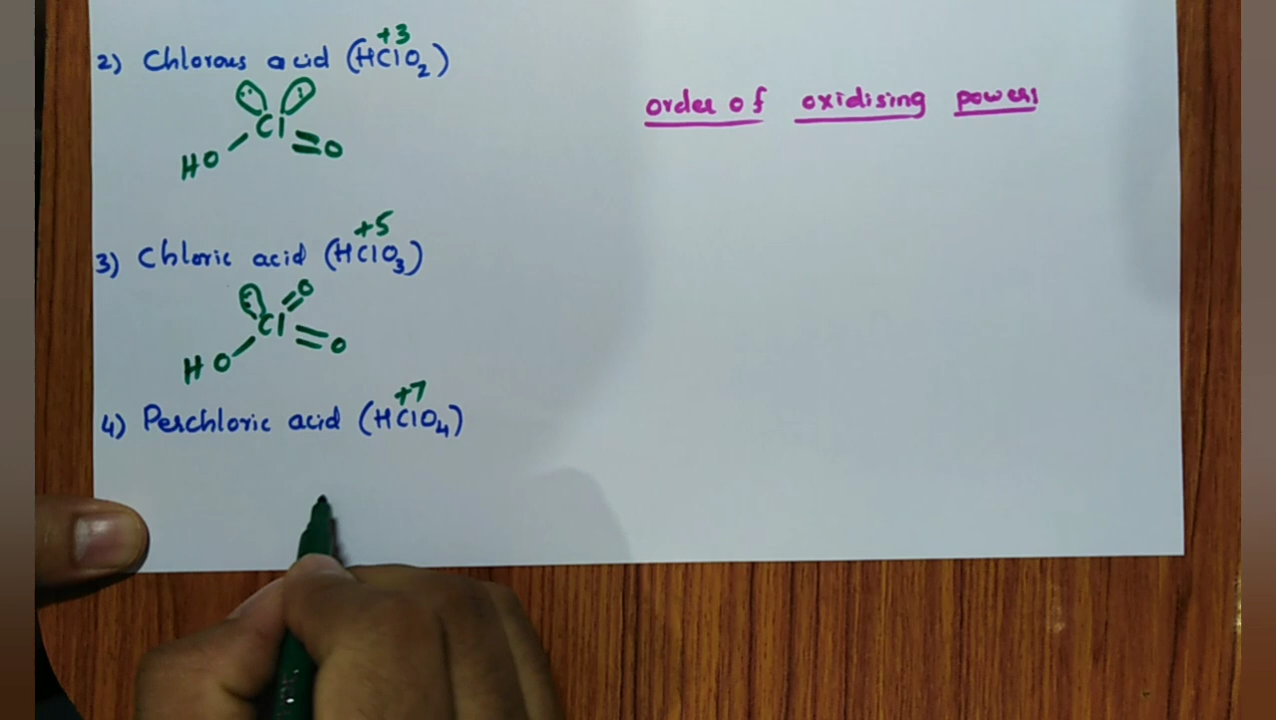 +3
2) Chlorous acid (HClO₂)
Cl
HO
O
order of oxidising powers
+5
3) Chloric acid (HClO₃)
O
Cl
O
HO
+7
4) Perchloric acid (HClO₄)